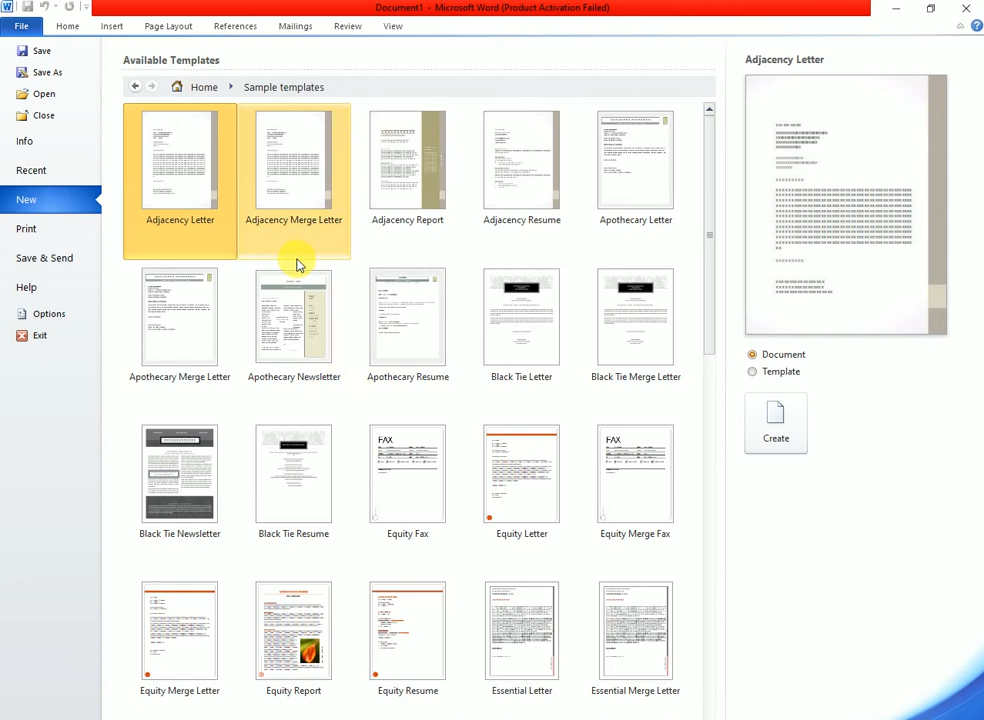 Document1 - Microsoft Word (Product Activation Failed)
File Home Insert Page Layout References Mailings Review View
Save
Save As
Open
Close
Info
Recent
New
Print
Save & Send
Help
Options
Exit
Available Templates
Home Sample templates
Adjacency Letter Adjacency Merge Letter Adjacency Report Adjacency Resume Apothecary Letter
Apothecary Merge Letter Apothecary Newsletter Apothecary Resume Black Tie Letter Black Tie Merge Letter
FAX FAX
Black Tie Newsletter Black Tie Resume Equity Fax Equity Letter Equity Merge Fax
Equity Merge Letter Equity Report Equity Resume Essential Letter Essential Merge Letter
Adjacency Letter
Document
Template
Create